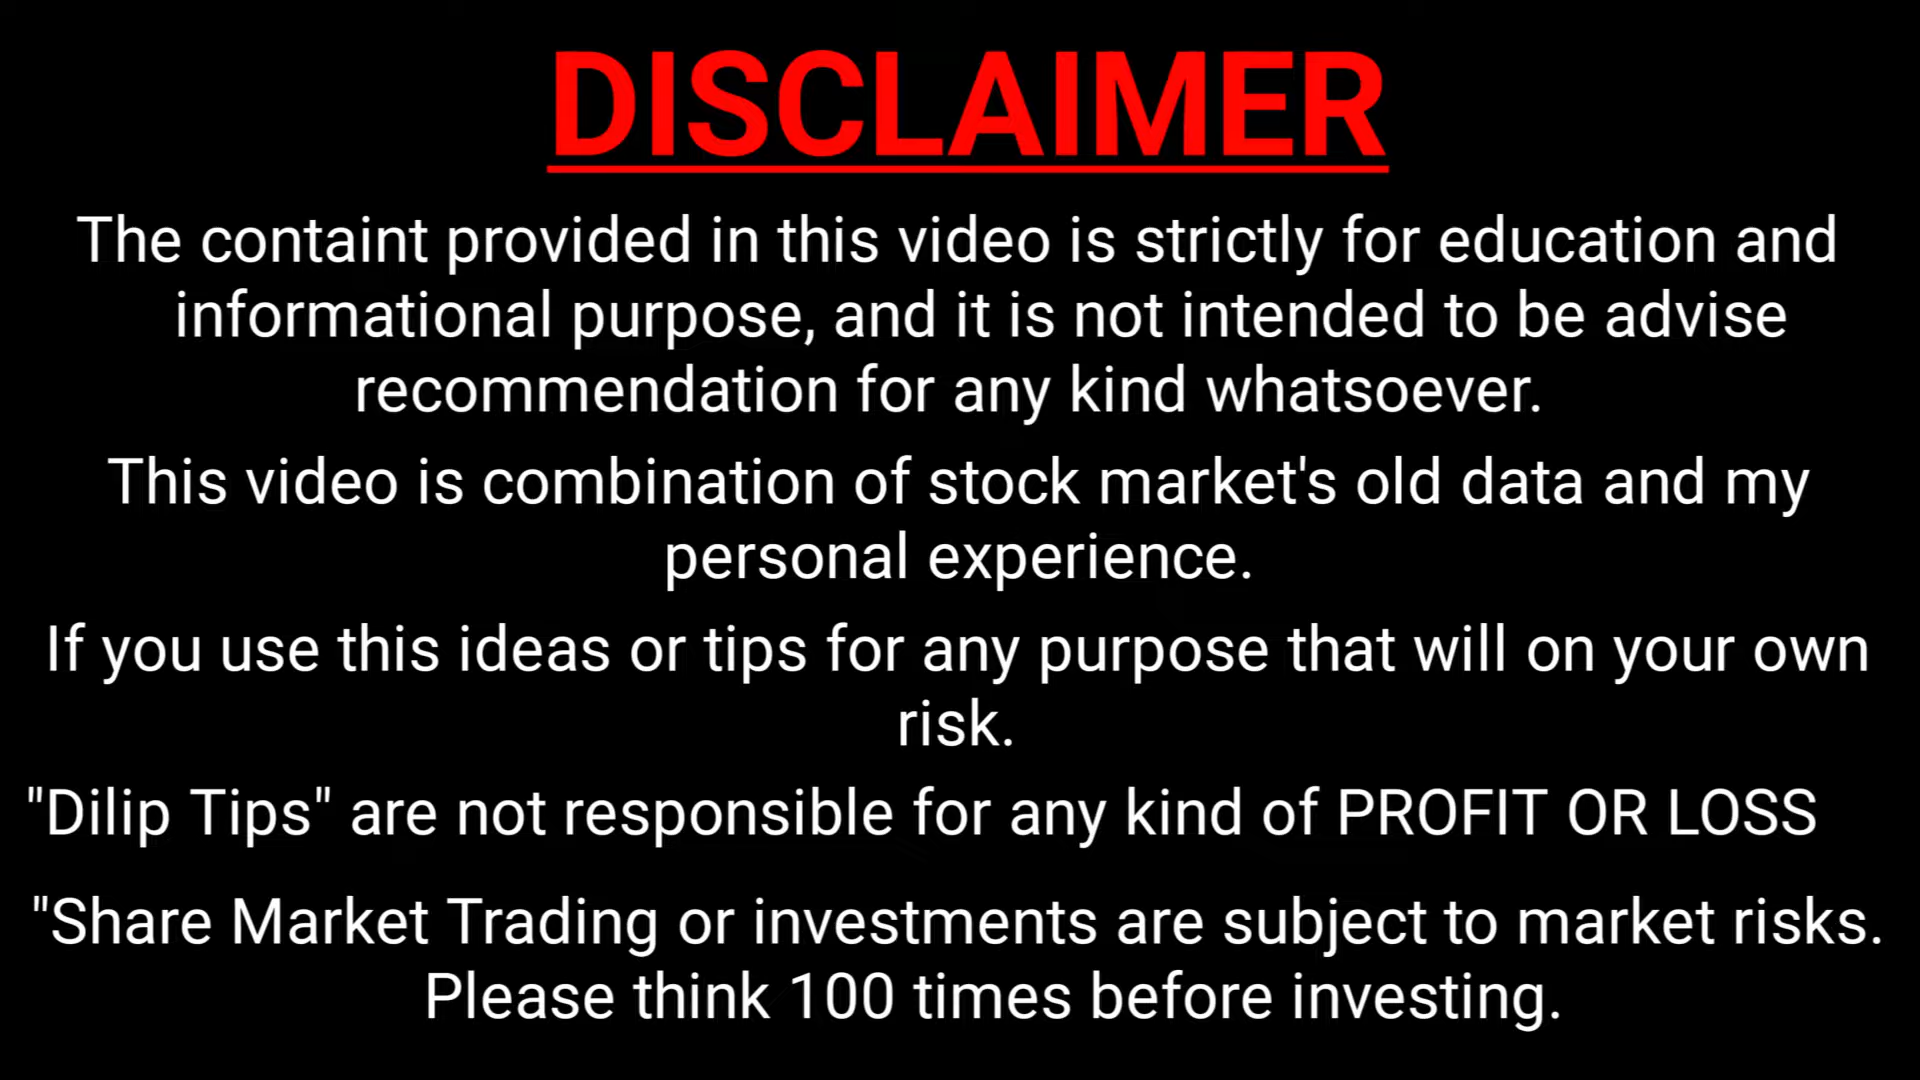 DISCLAIMER
The containt provided in this video is strictly for education and
informational purpose, and it is not intended to be advise
recommendation for any kind whatsoever.
This video is combination of stock market's old data and my
personal experience.
If you use this ideas or tips for any purpose that will on your own
risk.
"Dilip Tips" are not responsible for any kind of PROFIT OR LOSS
"Share Market Trading or investments are subject to market risks.
Please think 100 times before investing.